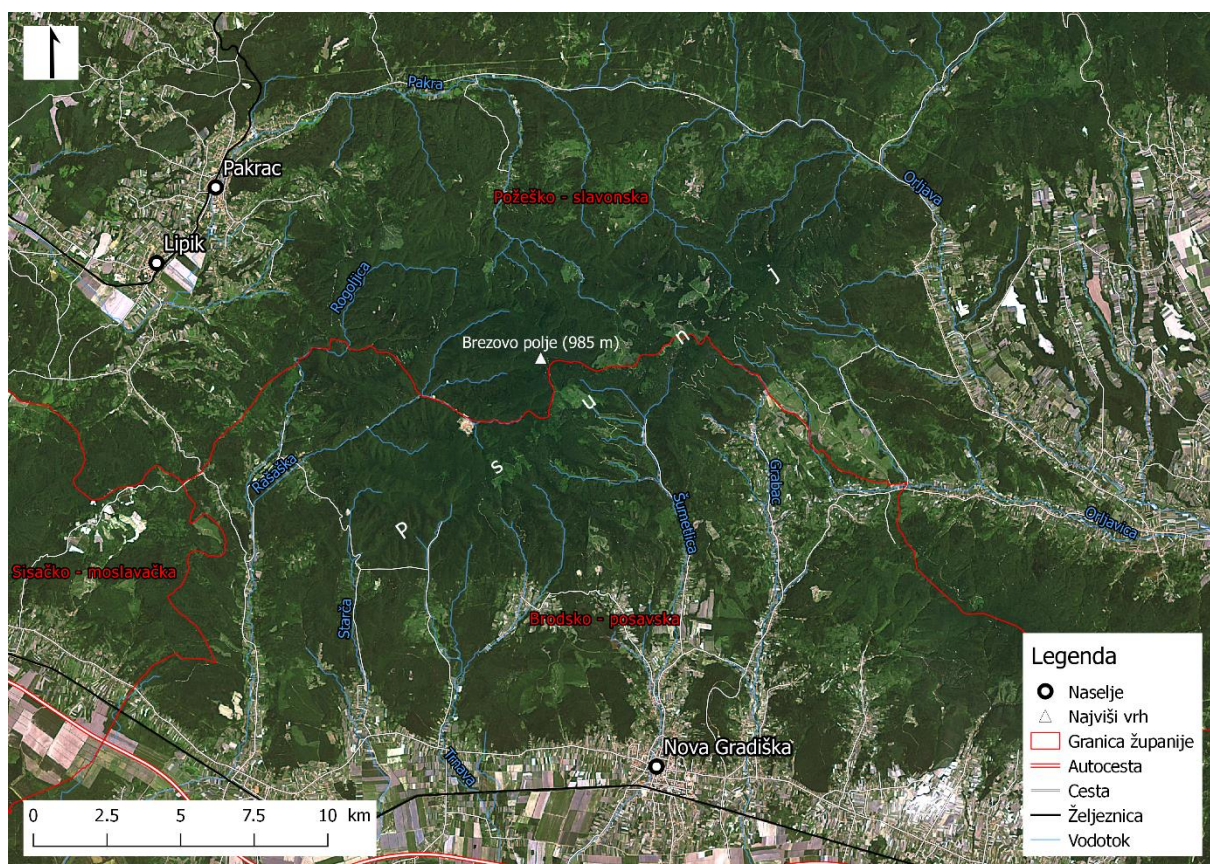 Pakra
Pakrac
Požeško - slavonska
Orljava
Lipik
Rogoljica
Brezovo polje (985 m)
P s u n j
Rašaška
Šumetlica
Grabac
Orljavica
Sisačko - moslavačka
Starča
Brodsko - posavska
Trnava
Nova Gradiška
0 2.5 5 7.5 10 km
Legenda
Naselje
Najviši vrh
Granica županije
Autocesta
Cesta
Željeznica
Vodotok